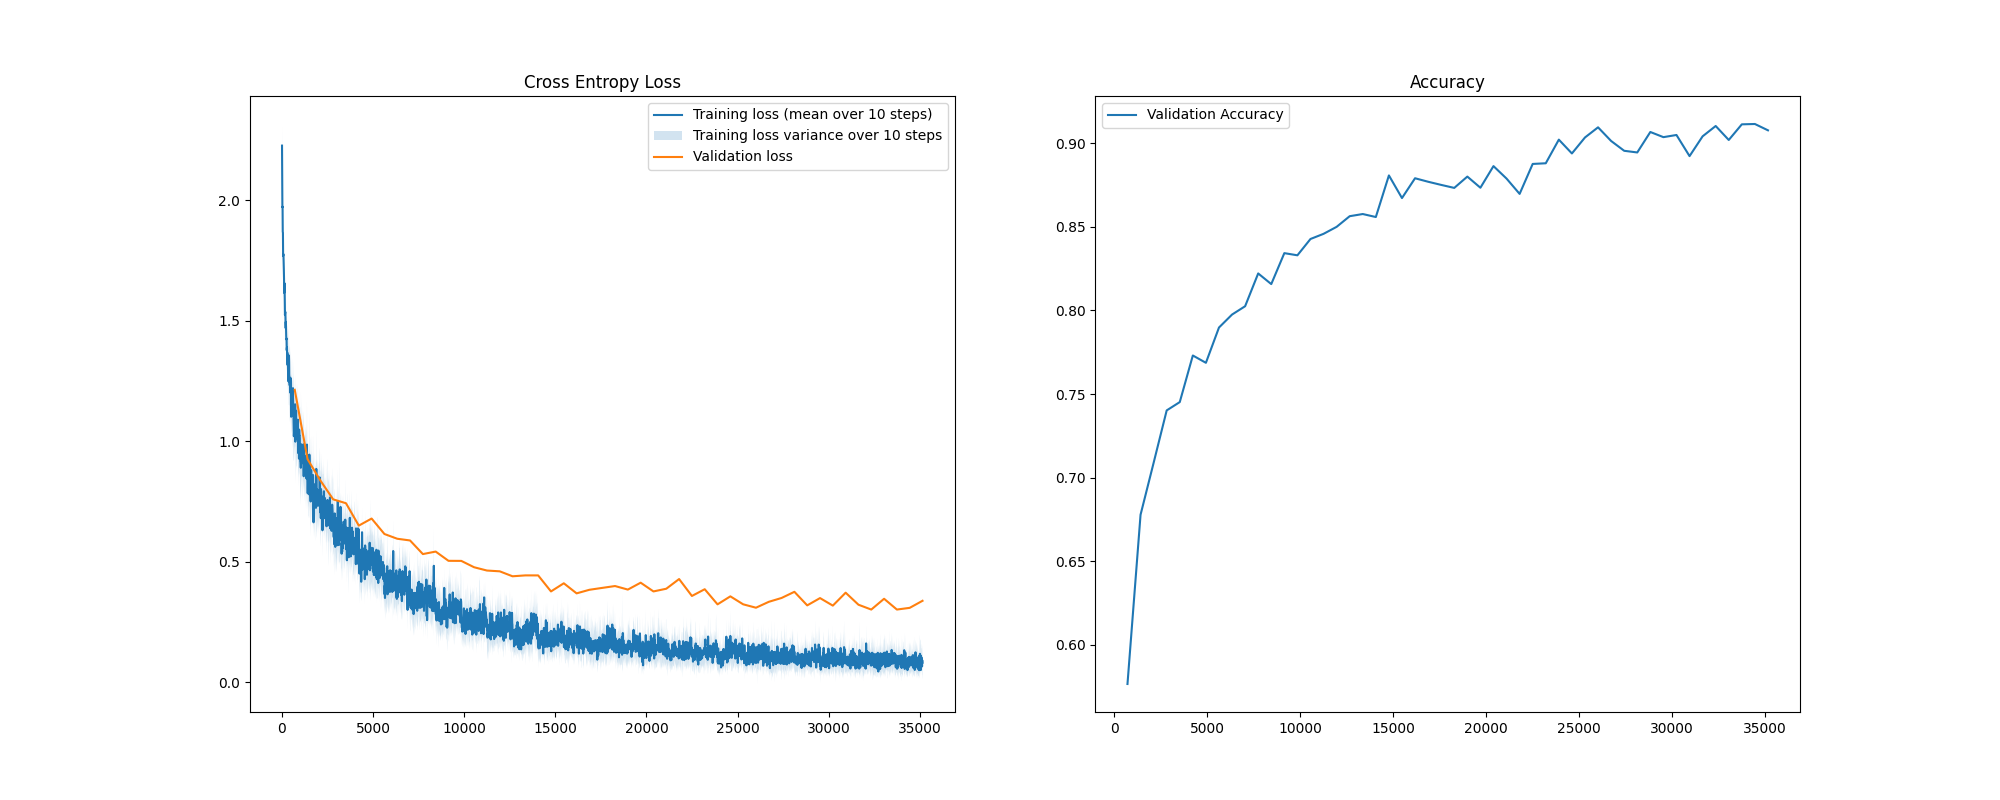 Cross Entropy Loss
Training loss (mean over 10 steps)
Training loss variance over 10 steps
Validation loss
2.0
1.5
1.0
0.5
0.0
0 5000 10000 15000 20000 25000 30000 35000
Accuracy
Validation Accuracy
0.90
0.85
0.80
0.75
0.70
0.65
0.60
0 5000 10000 15000 20000 25000 30000 35000